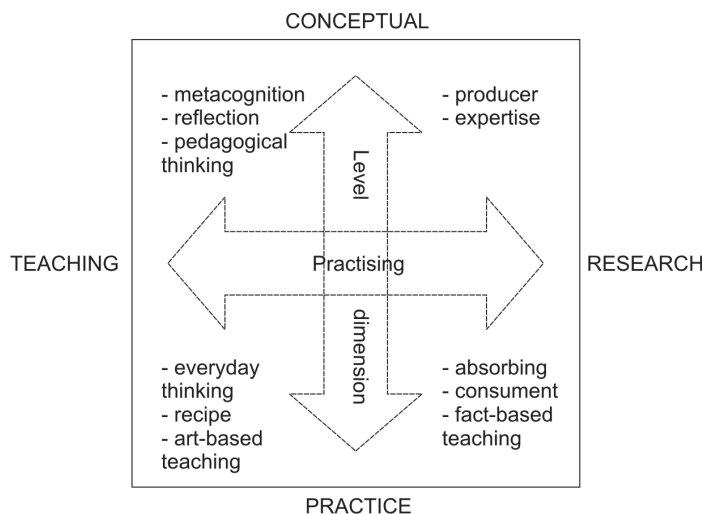 CONCEPTUAL
- metacognition
- reflection
- pedagogical
thinking
- producer
- expertise
Level
TEACHING
Practising
RESEARCH
dimension
- everyday
thinking
- recipe
- art-based
teaching
- absorbing
- consument
- fact-based
teaching
PRACTICE